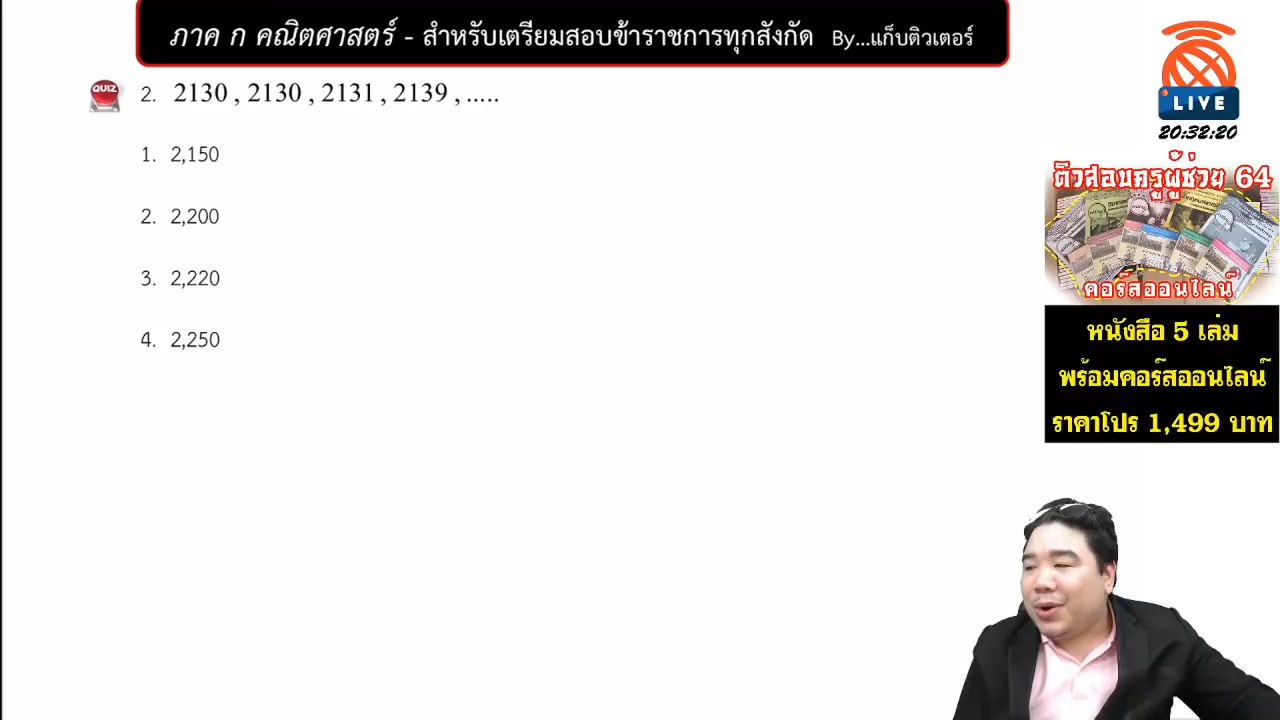 ภาค ก คณิตศาสตร์ - สำหรับเตรียมสอบข้าราชการทุกสังกัด By...แก็บติวเตอร์
QUIZ 2. 2130 , 2130 , 2131 , 2139 , .....
1. 2,150
2. 2,200
3. 2,220
4. 2,250
LIVE
20:32:20
ติวสอบครูผู้ช่วย 64
คอร์สออนไลน์
หนังสือ 5 เล่ม
พร้อมคอร์สออนไลน์
ราคาโปร 1,499 บาท